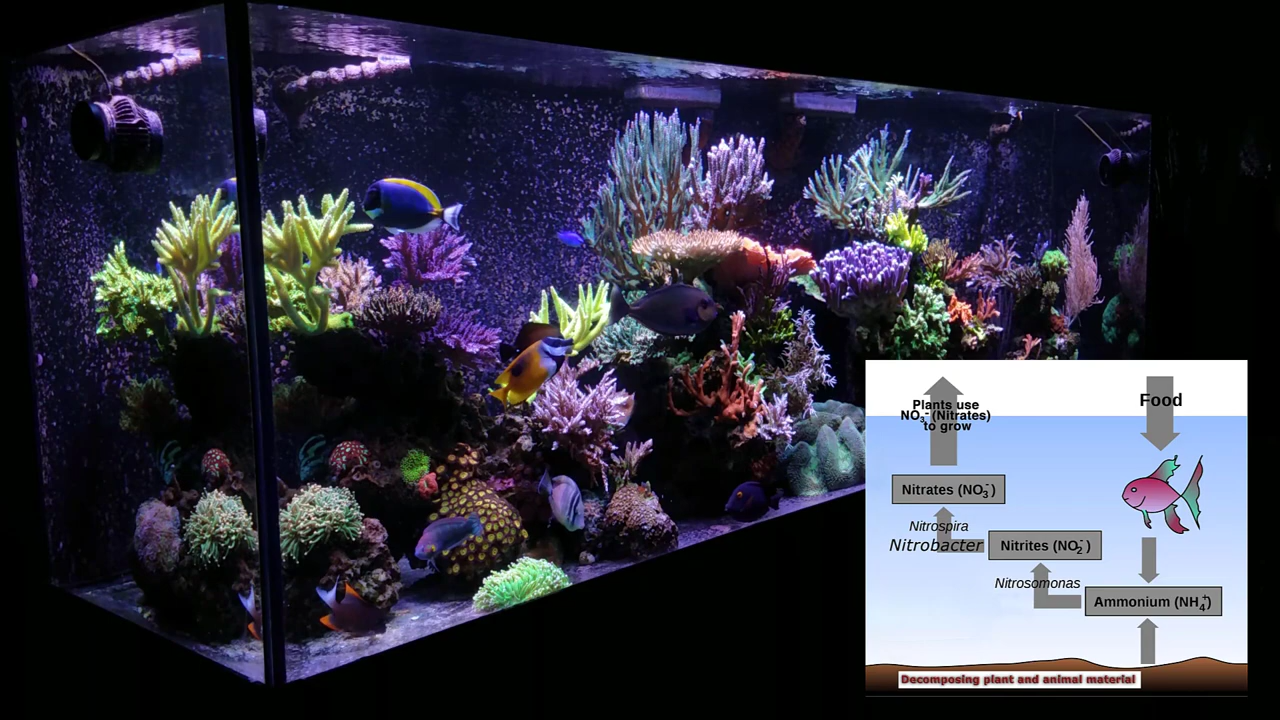 Plants use
NO₃⁻ (Nitrates)
to grow
Food
Nitrates (NO₃⁻)
Nitrospira
Nitrobacter
Nitrites (NO₂⁻)
Nitrosomonas
Ammonium (NH₄⁺)
Decomposing plant and animal material